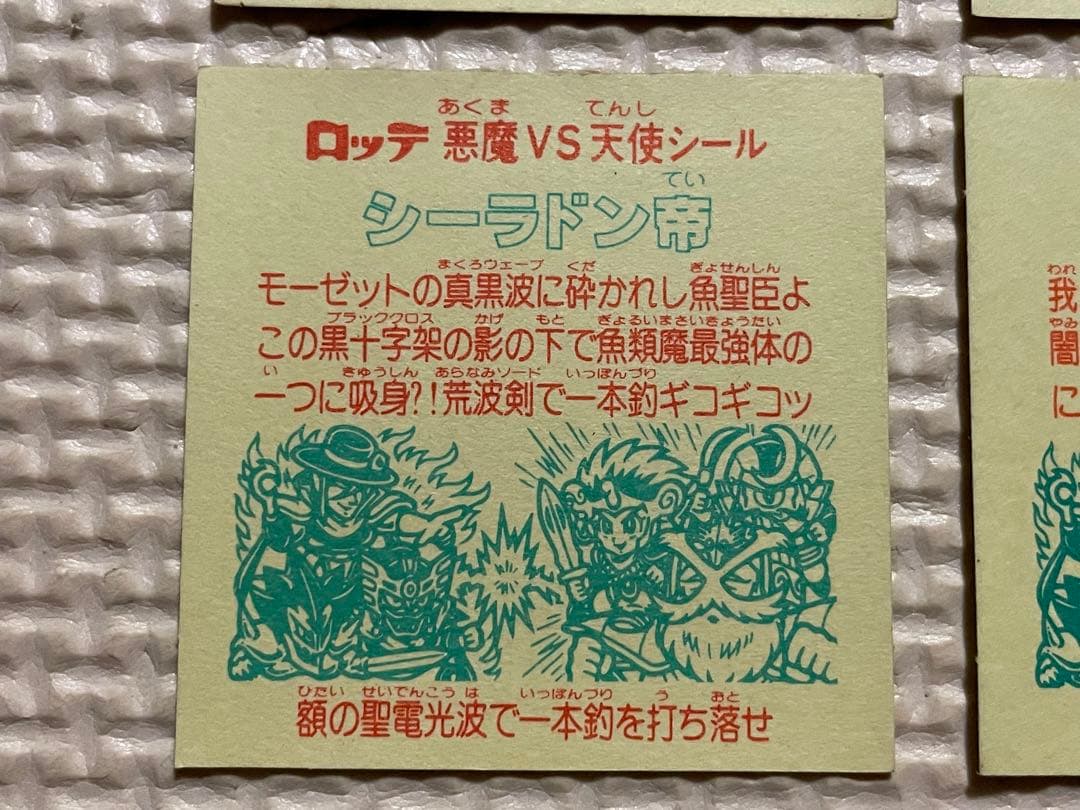 あくま てんし
ロッテ 悪魔VS天使シール
てい
シーラドン帝
まくろウェーブ くだ ぎょせんしん
モーゼットの真黒波に砕かれし魚聖臣よ
ブラッククロス かげ もと ぎょるいまさいきょうたい
この黒十字架の影の下で魚類魔最強体の
い きゅうしん あらなみソード いっぽんづり
一つに吸身?!荒波剣で一本釣ギコギコッ
ひたい せいでんこう は いっぽんづり う おと
額の聖電光波で一本釣を打ち落せ
われ
我
やみ
闇
に